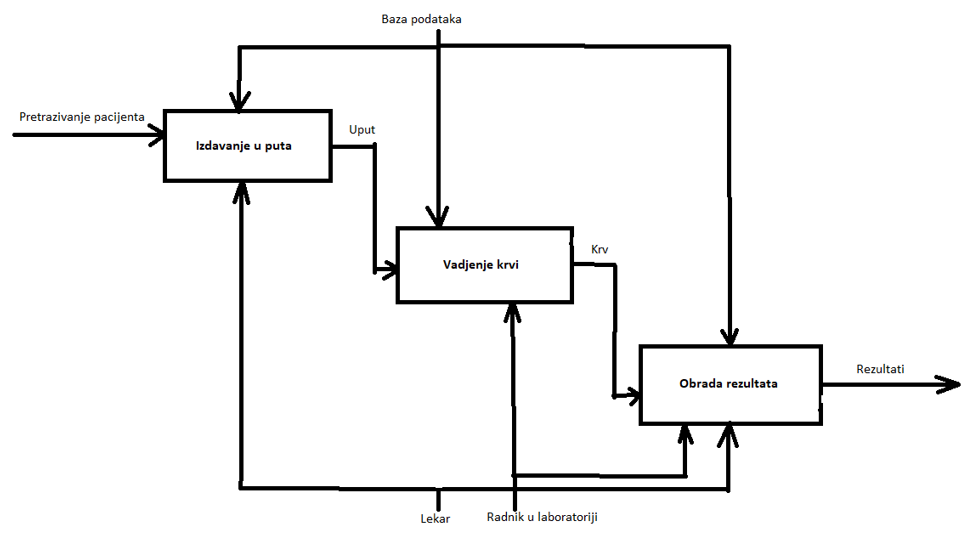 Baza podataka
Pretrazivanje pacijenta
Izdavanje u puta
Uput
Vadjenje krvi
Krv
Obrada rezultata
Rezultati
Lekar
Radnik u laboratoriji